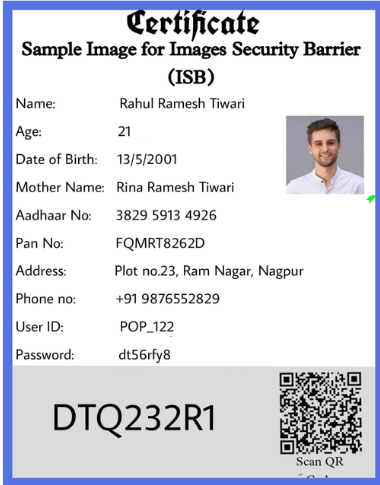 Certificate
Sample Image for Images Security Barrier
(ISB)
Name: Rahul Ramesh Tiwari
Age: 21
Date of Birth: 13/5/2001
Mother Name: Rina Ramesh Tiwari
Aadhaar No: 3829 5913 4926
Pan No: FQMRT8262D
Address: Plot no.23, Ram Nagar, Nagpur
Phone no: +91 9876552829
User ID: POP_122
Password: dt56rfy8
DTQ232R1
Scan QR